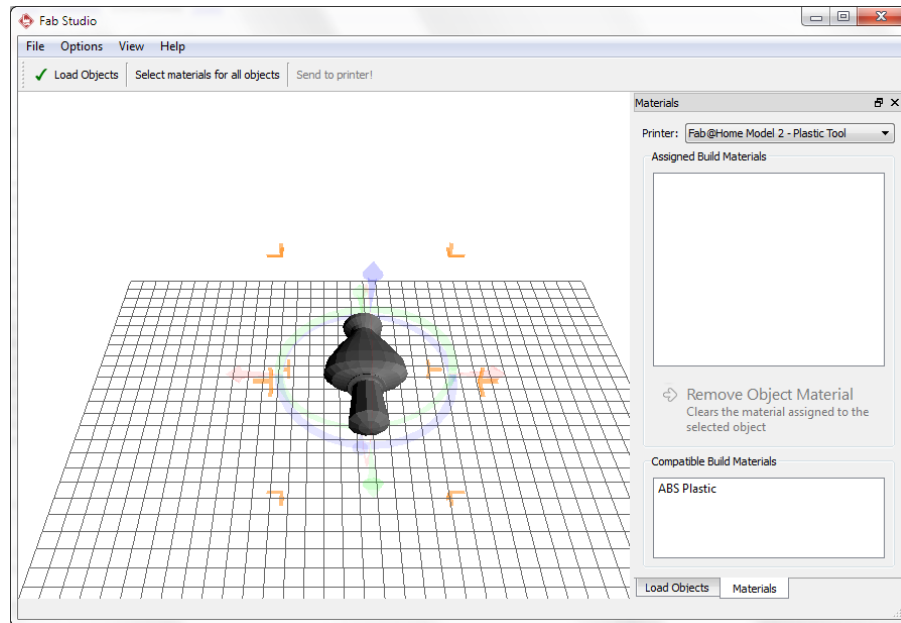 Fab Studio
File Options View Help
Load Objects Select materials for all objects Send to printer!
Materials
Printer: Fab@Home Model 2 - Plastic Tool
Assigned Build Materials
Remove Object Material
Clears the material assigned to the
selected object
Compatible Build Materials
ABS Plastic
Load Objects Materials